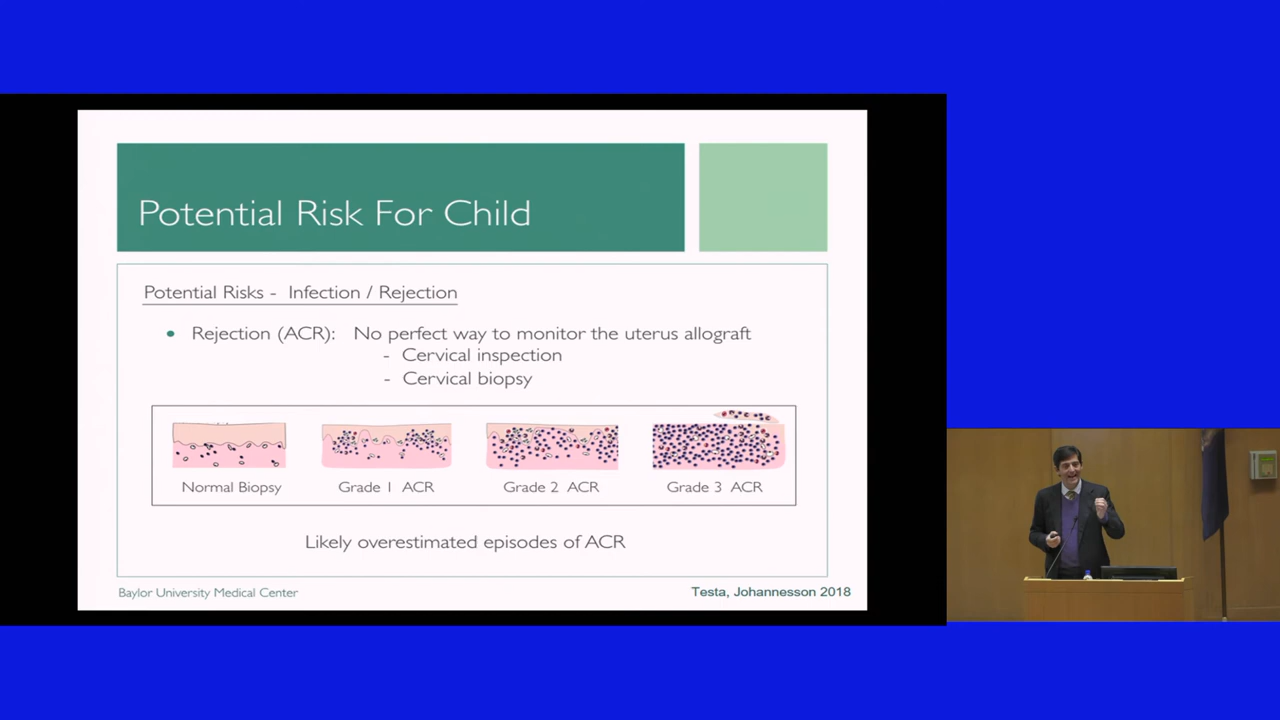 Potential Risk For Child
Potential Risks - Infection / Rejection
• Rejection (ACR): No perfect way to monitor the uterus allograft
- Cervical inspection
- Cervical biopsy
Normal Biopsy Grade 1 ACR Grade 2 ACR Grade 3 ACR
Likely overestimated episodes of ACR
Baylor University Medical Center Testa, Johannesson 2018